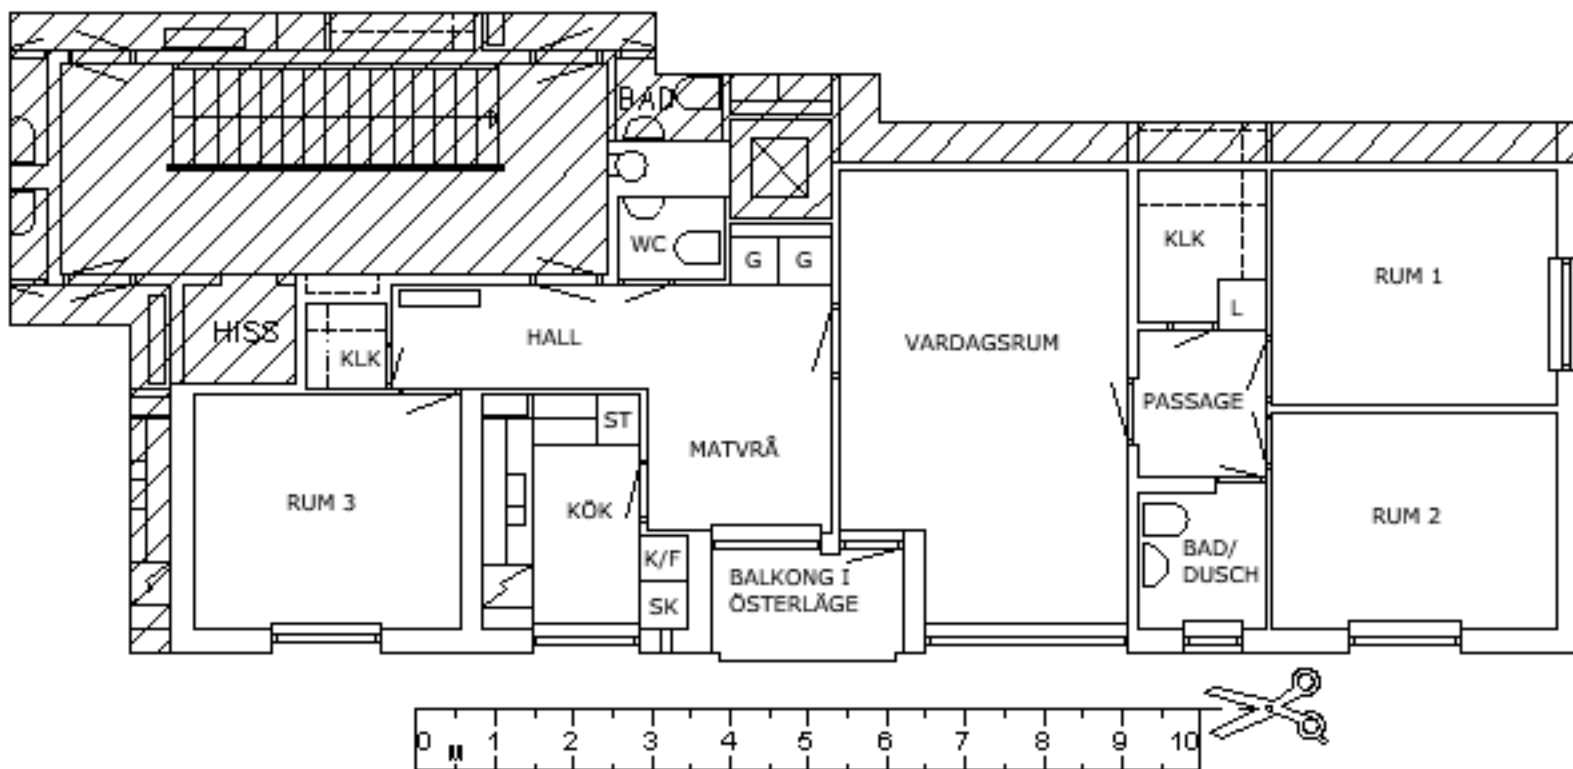 BAD
WC
G G
KLK
RUM 1
HISS
KLK
HALL
VARDAGSRUM
L
PASSAGE
ST
MATVRÅ
RUM 3
KÖK
RUM 2
K/F
BAD/
DUSCH
BALKONG I
ÖSTERLÄGE
SK
0 1 2 3 4 5 6 7 8 9 10